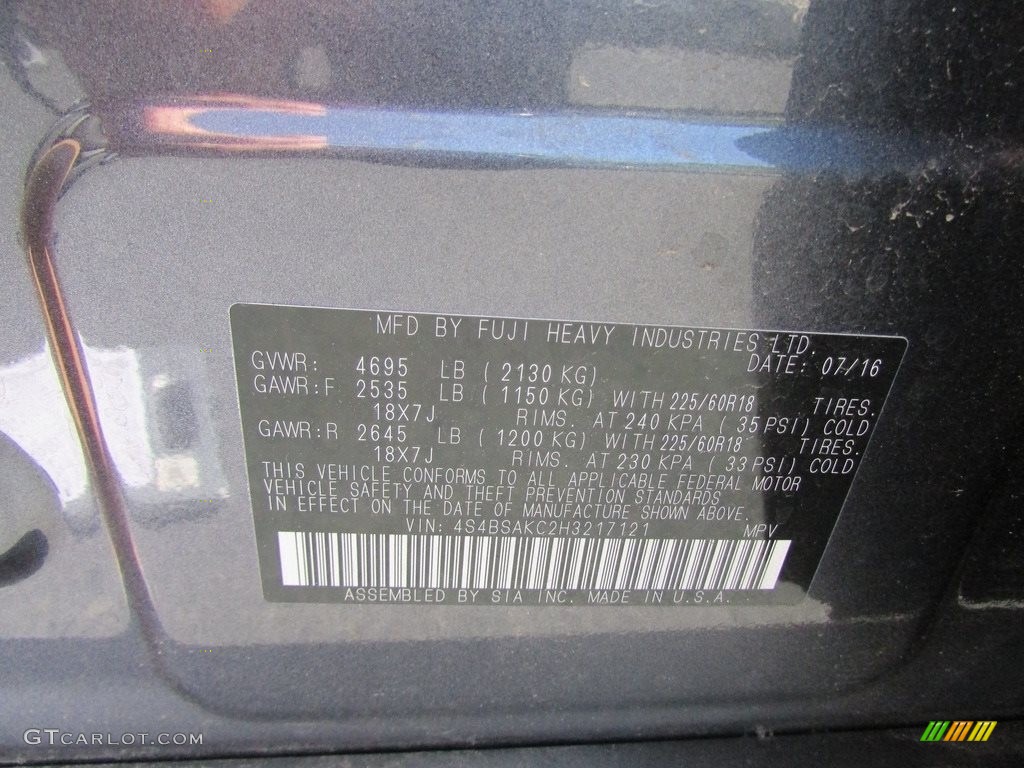 MFD BY FUJI HEAVY INDUSTRIES LTD.
GVWR: 4695 LB ( 2130 KG) DATE: 07/16
GAWR:F 2535 LB ( 1150 KG) WITH 225/60R18 TIRES.
18X7J RIMS. AT 240 KPA ( 35 PSI) COLD
GAWR:R 2645 LB ( 1200 KG) WITH 225/60R18 TIRES.
18X7J RIMS. AT 230 KPA ( 33 PSI) COLD
THIS VEHICLE CONFORMS TO ALL APPLICABLE FEDERAL MOTOR
VEHICLE SAFETY AND THEFT PREVENTION STANDARDS
IN EFFECT ON THE DATE OF MANUFACTURE SHOWN ABOVE.
VIN: 4S4BSAKC2H3217121 MPV
ASSEMBLED BY SIA INC. MADE IN U.S.A.
GTCARLOT.COM